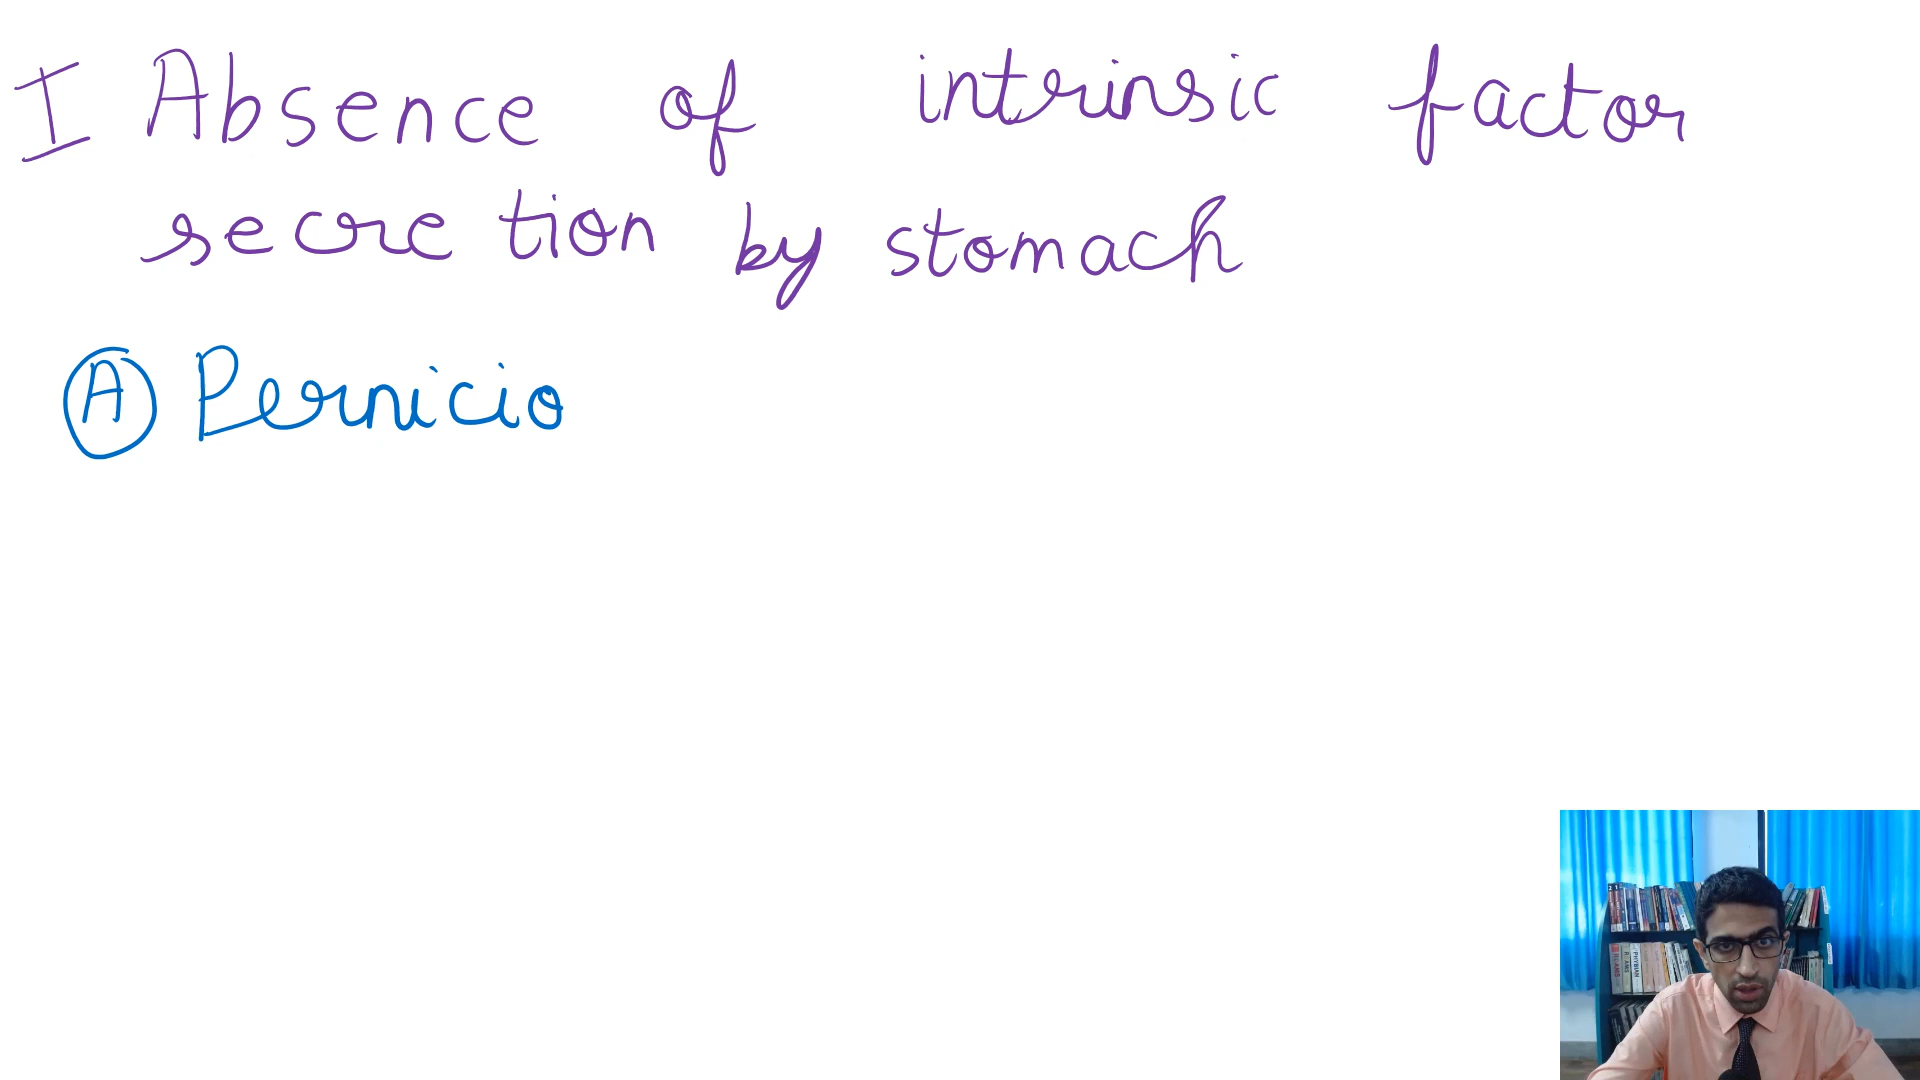 I Absence of intrinsic factor
secretion by stomach
A Pernicio